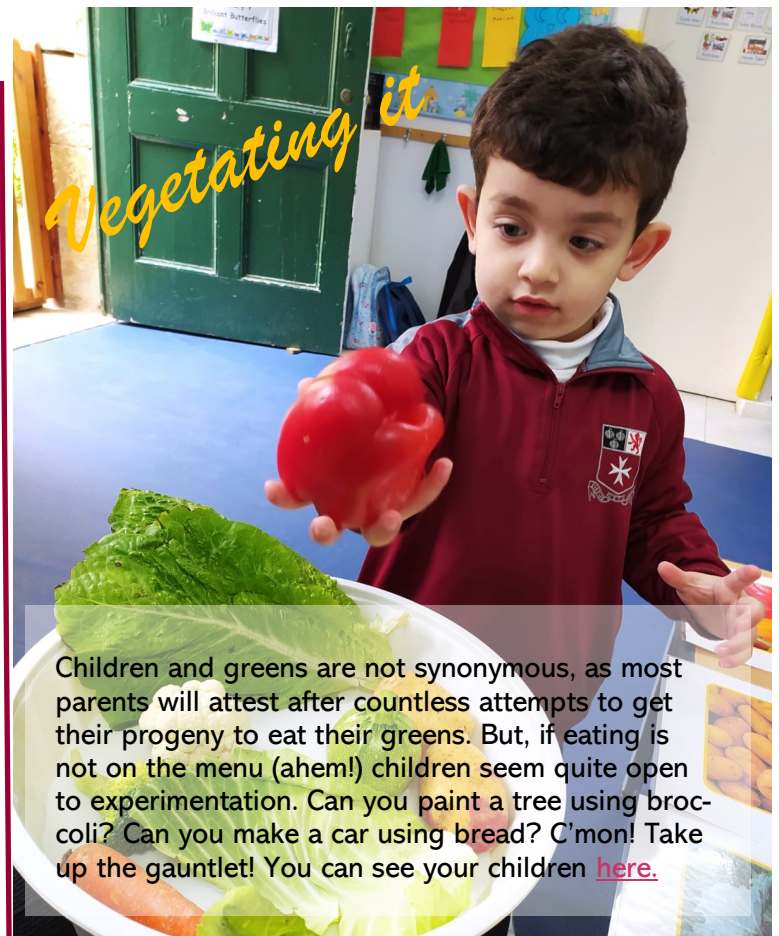 Brilliant Butterflies
Vegetating it
Children and greens are not synonymous, as most
parents will attest after countless attempts to get
their progeny to eat their greens. But, if eating is
not on the menu (ahem!) children seem quite open
to experimentation. Can you paint a tree using broc-
coli? Can you make a car using bread? C’mon! Take
up the gauntlet! You can see your children here.